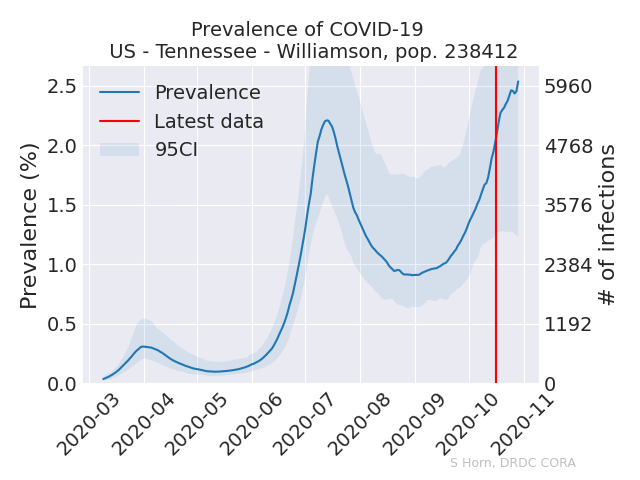 Prevalence of COVID-19
US - Tennessee - Williamson, pop. 238412
Prevalence
Latest data
95CI
Prevalence (%)
2.5
2.0
1.5
1.0
0.5
0.0
5960
4768
3576
2384
1192
0
# of infections
2020-03
2020-04
2020-05
2020-06
2020-07
2020-08
2020-09
2020-10
2020-11
S Horn, DRDC CORA